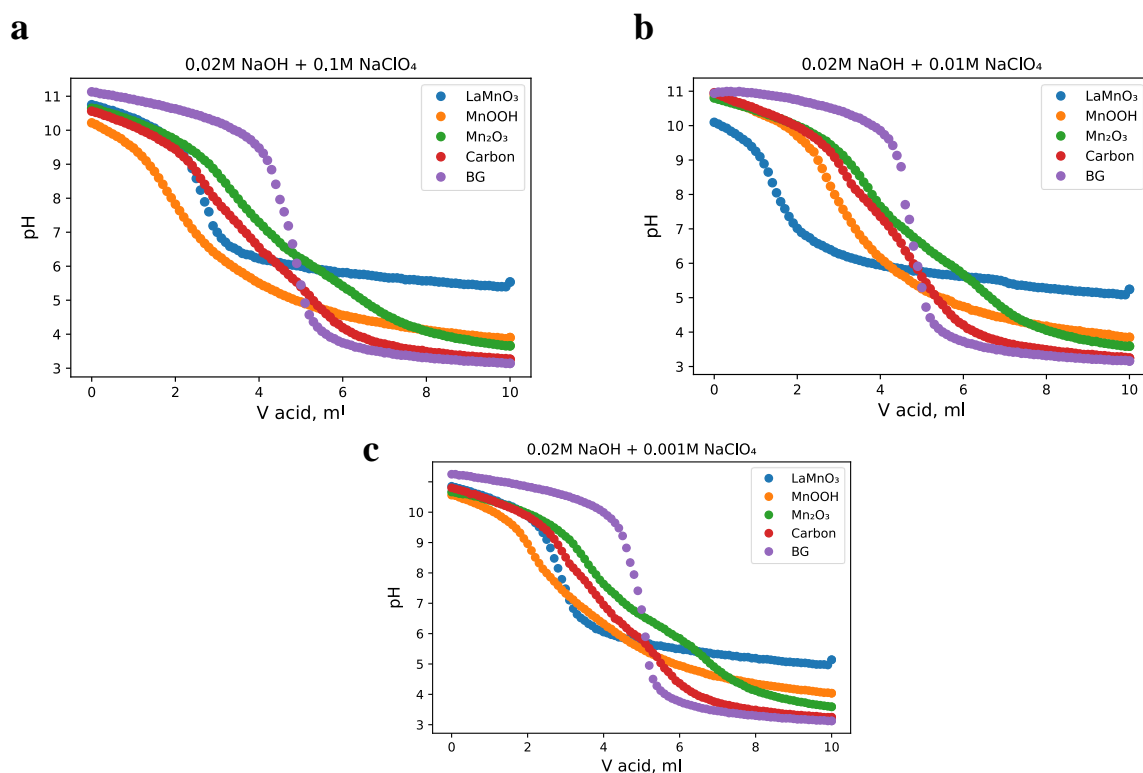 a
0.02M NaOH + 0.1M NaClO₄
LaMnO₃
MnOOH
Mn₂O₃
Carbon
BG
11
10
9
8
7
6
5
4
3
pH
0 2 4 6 8 10
V acid, ml
b
0.02M NaOH + 0.01M NaClO₄
LaMnO₃
MnOOH
Mn₂O₃
Carbon
BG
11
10
9
8
7
6
5
4
3
pH
0 2 4 6 8 10
V acid, ml
c
0.02M NaOH + 0.001M NaClO₄
LaMnO₃
MnOOH
Mn₂O₃
Carbon
BG
10
9
8
7
6
5
4
3
pH
0 2 4 6 8 10
V acid, ml